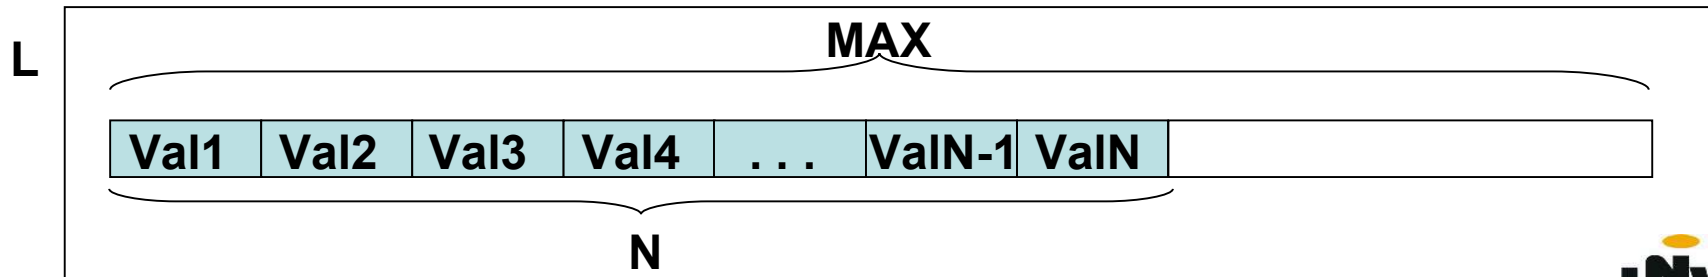 MAX
L
Val1 Val2 Val3 Val4 . . . ValN-1 ValN
N